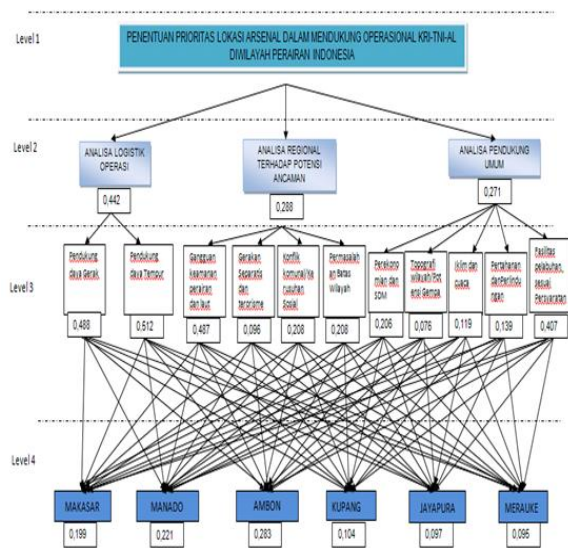 Level 1
PENENTUAN PRIORITAS LOKASI ARSENAL DALAM MENDUKUNG OPERASIONAL KRI-TNI-AL
DIWILAYAH PERAIRAN INDONESIA
Level 2
ANALISA LOGISTIK
OPERASI
0,442
ANALISA REGIONAL
TERHADAP POTENSI
ANCAMAN
0,288
ANALISA PENDUKUNG
UMUM
0,271
Level 3
Pendukung
daya Gerak
0,488
Pendukung
daya Tempur
0,512
Gangguan
keamanan
perairan
dan laut
0,487
Gerakan
Separatis
dan
terorisme
0,096
Konflik
komunal/Ke
rusuhan
Sosial
0,208
Permasalah
an Batas
Wilayah
0,208
Perekono
mian dan
SDM
0,206
Topografi
wilayah/Pot
ensi Gempa
0,076
Iklim dan
cuaca
0,119
Pertahanan
danPerlindu
ngan
0,139
Fasilitas
pelabuhan,
sesuai
Persyaratan
0,407
Level 4
MAKASAR
0,199
MANADO
0,221
AMBON
0,283
KUPANG
0,104
JAYAPURA
0,097
MERAUKE
0,095